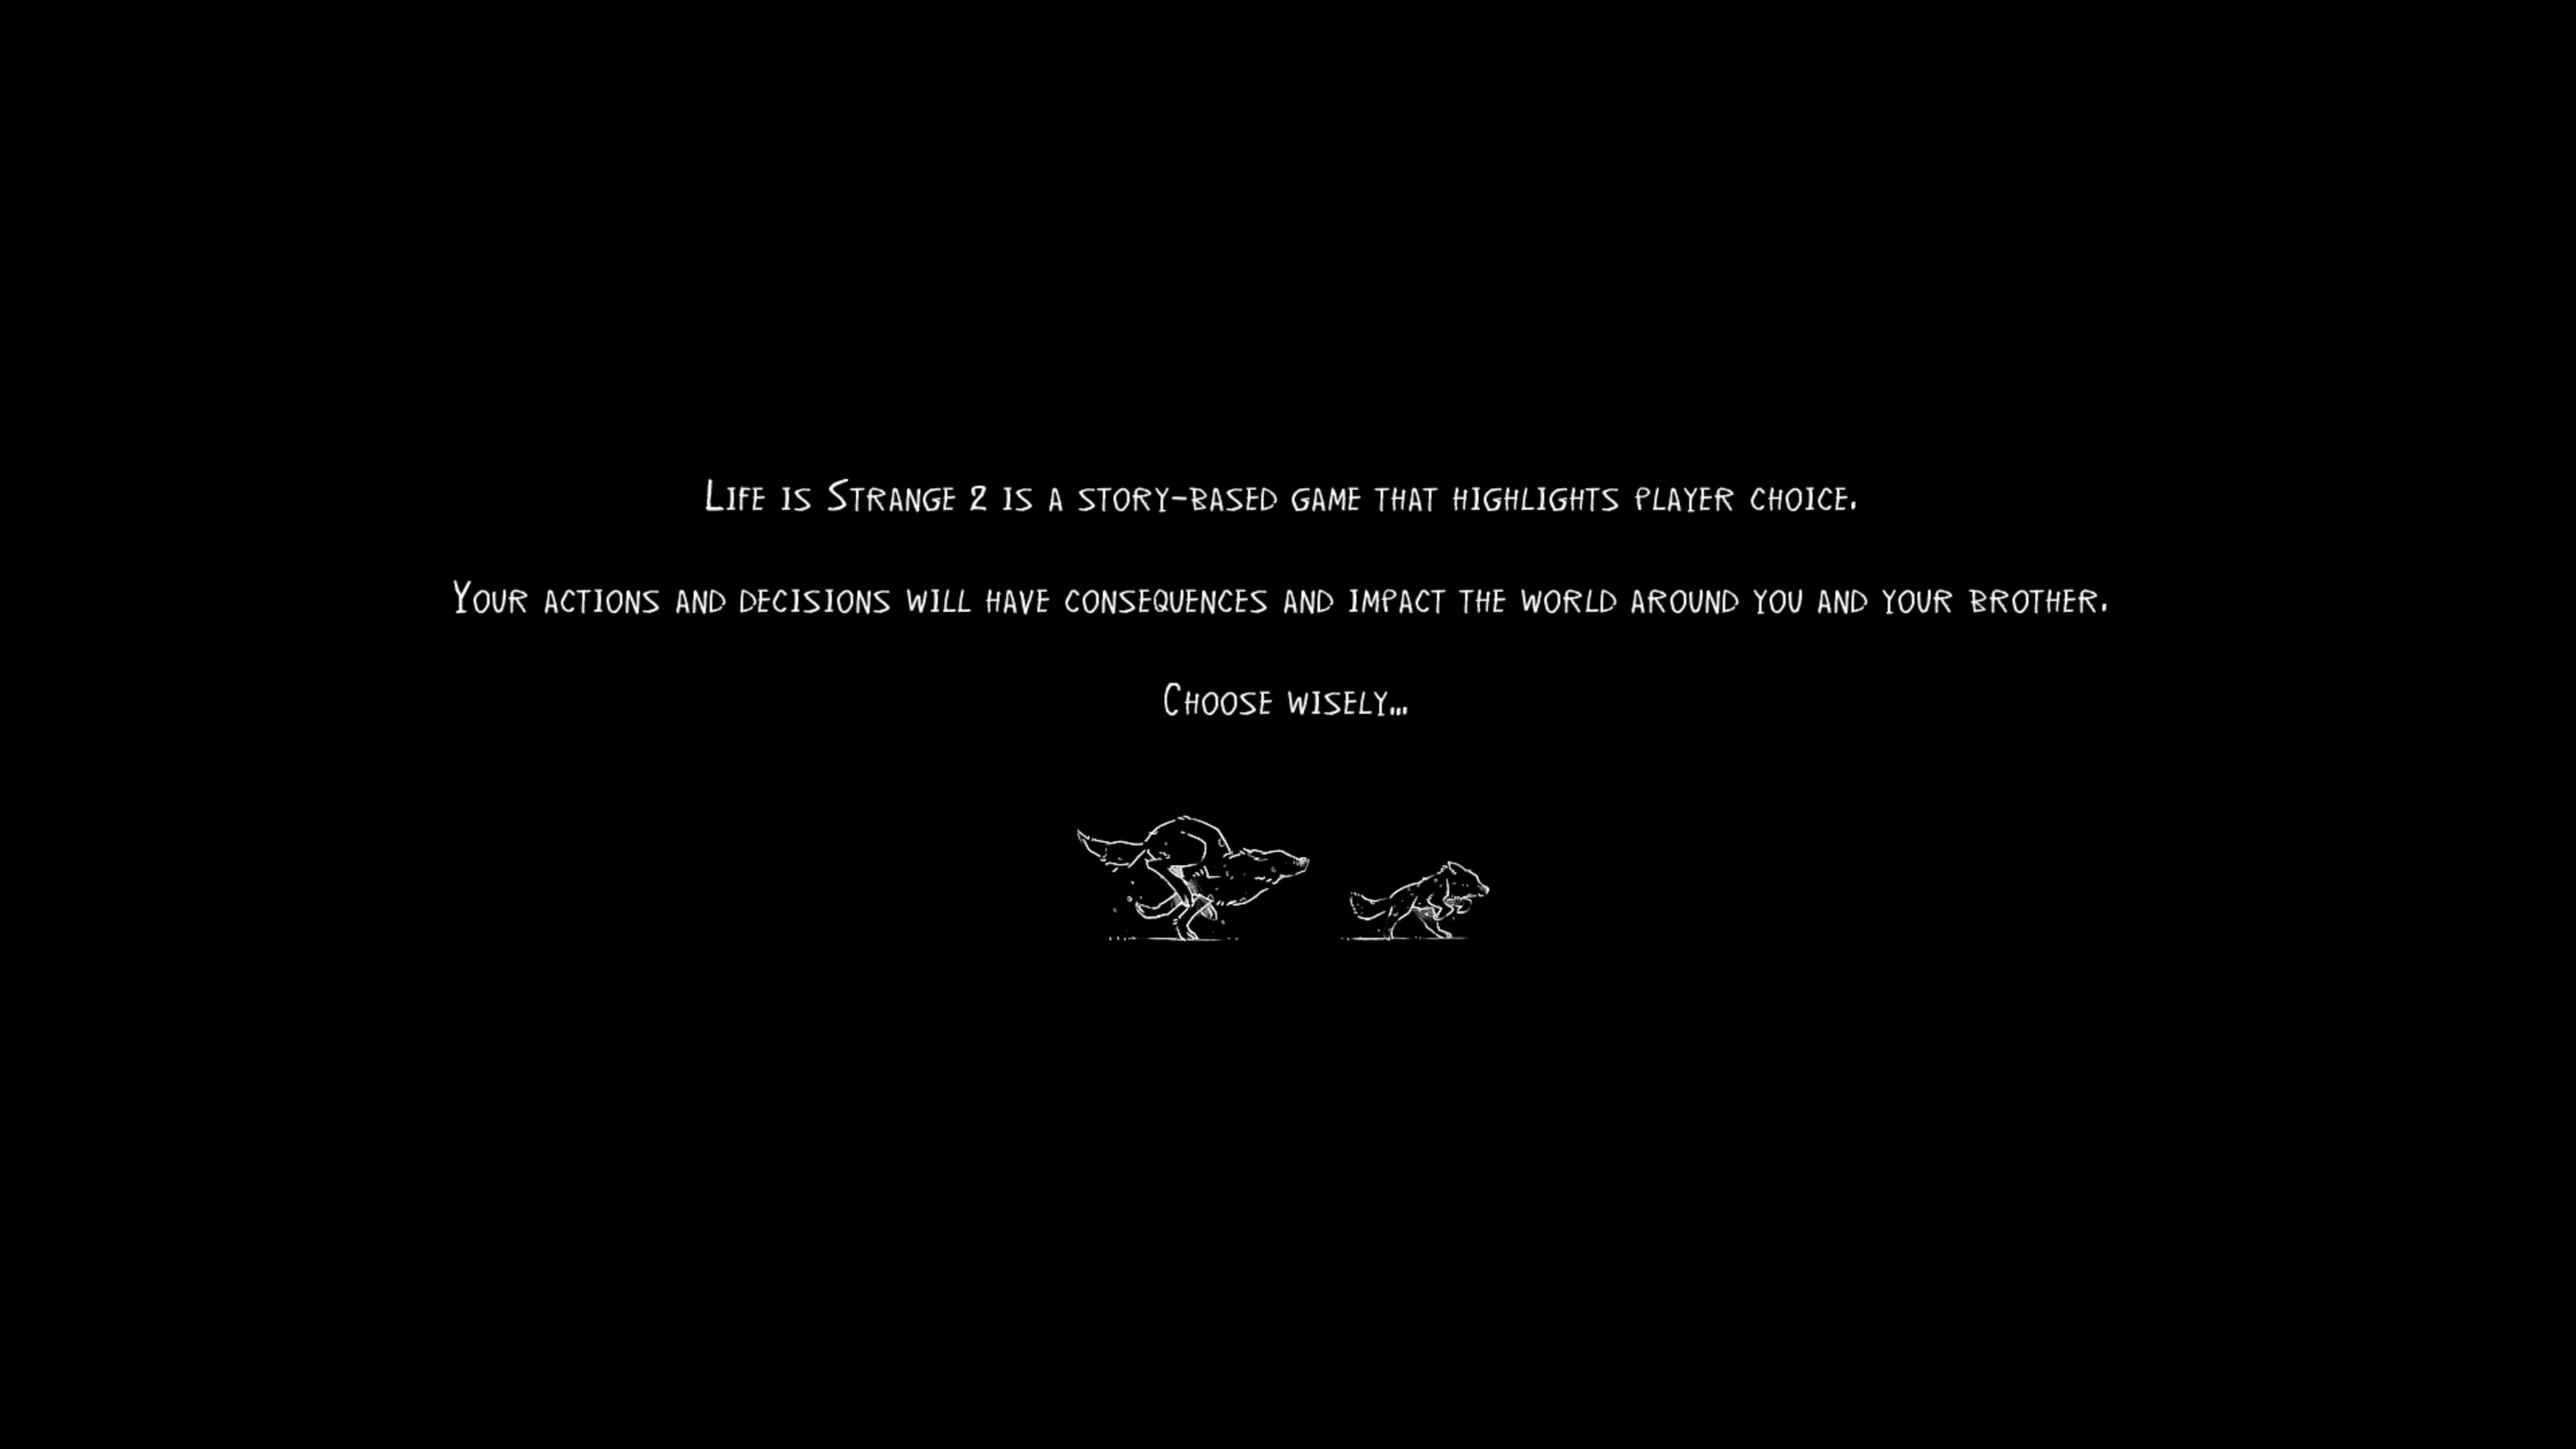 Life is Strange 2 is a story-based game that highlights player choice.
Your actions and decisions will have consequences and impact the world around you and your brother.
Choose wisely...